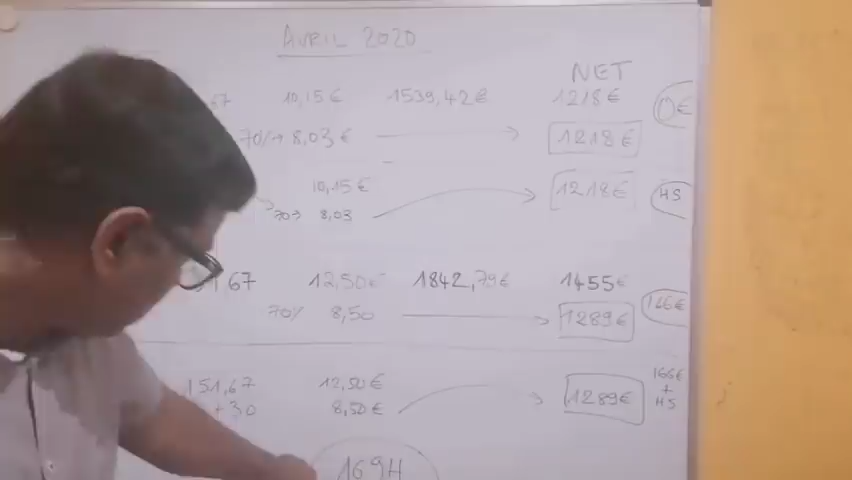 AVRIL 2020
NET
67 10,15€ 1539,42€ 1218€ 0€
70%→ 8,03€ → 1218€
10,15€ 1218€ HS
70→ 8,03
1,67 12,50€ 1842,79€ 1455€
70% 8,50 → 1289€ 166€
151,67 12,50€ 1289€ 166€ + HS
+30 8,50€
169H